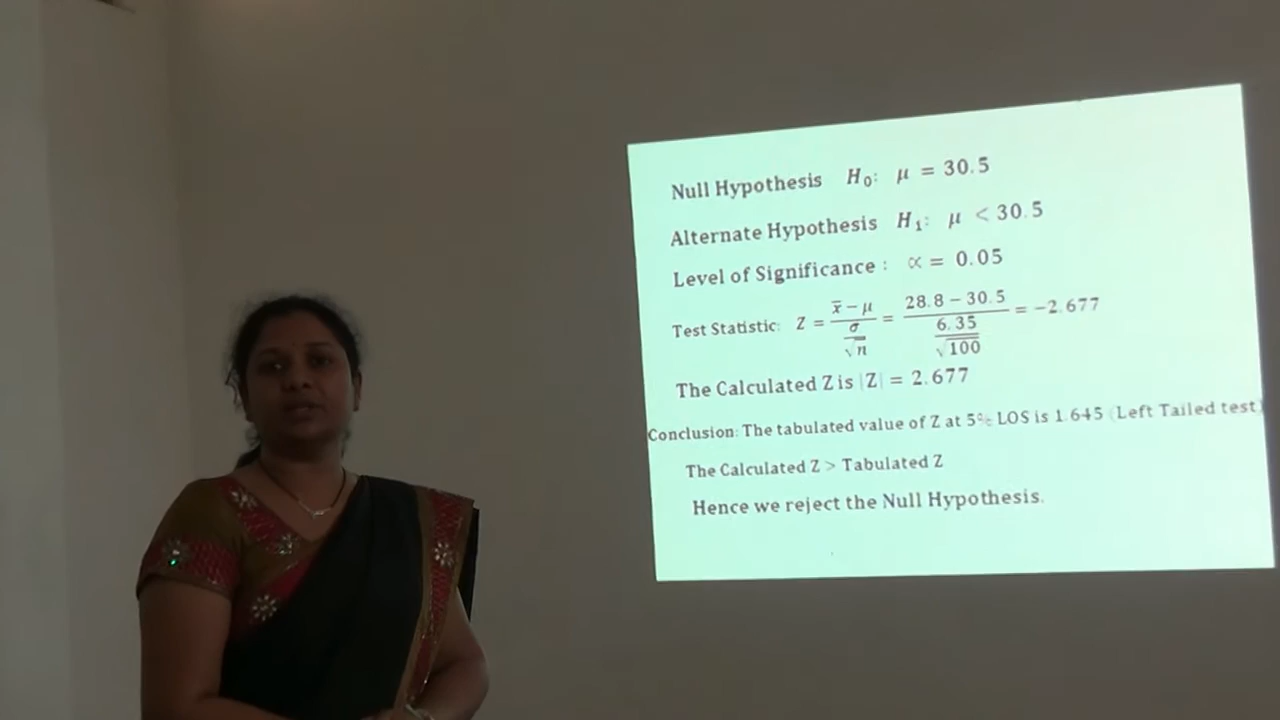 Null Hypothesis H₀: μ = 30.5
Alternate Hypothesis H₁: μ < 30.5
Level of Significance : ∝ = 0.05
Test Statistic: Z = (x̄ − μ)/(σ/√n) = (28.8 − 30.5)/(6.35/√100) = −2.677
The Calculated Z is |Z| = 2.677
Conclusion: The tabulated value of Z at 5% LOS is 1.645 (Left Tailed test)
The Calculated Z > Tabulated Z
Hence we reject the Null Hypothesis.